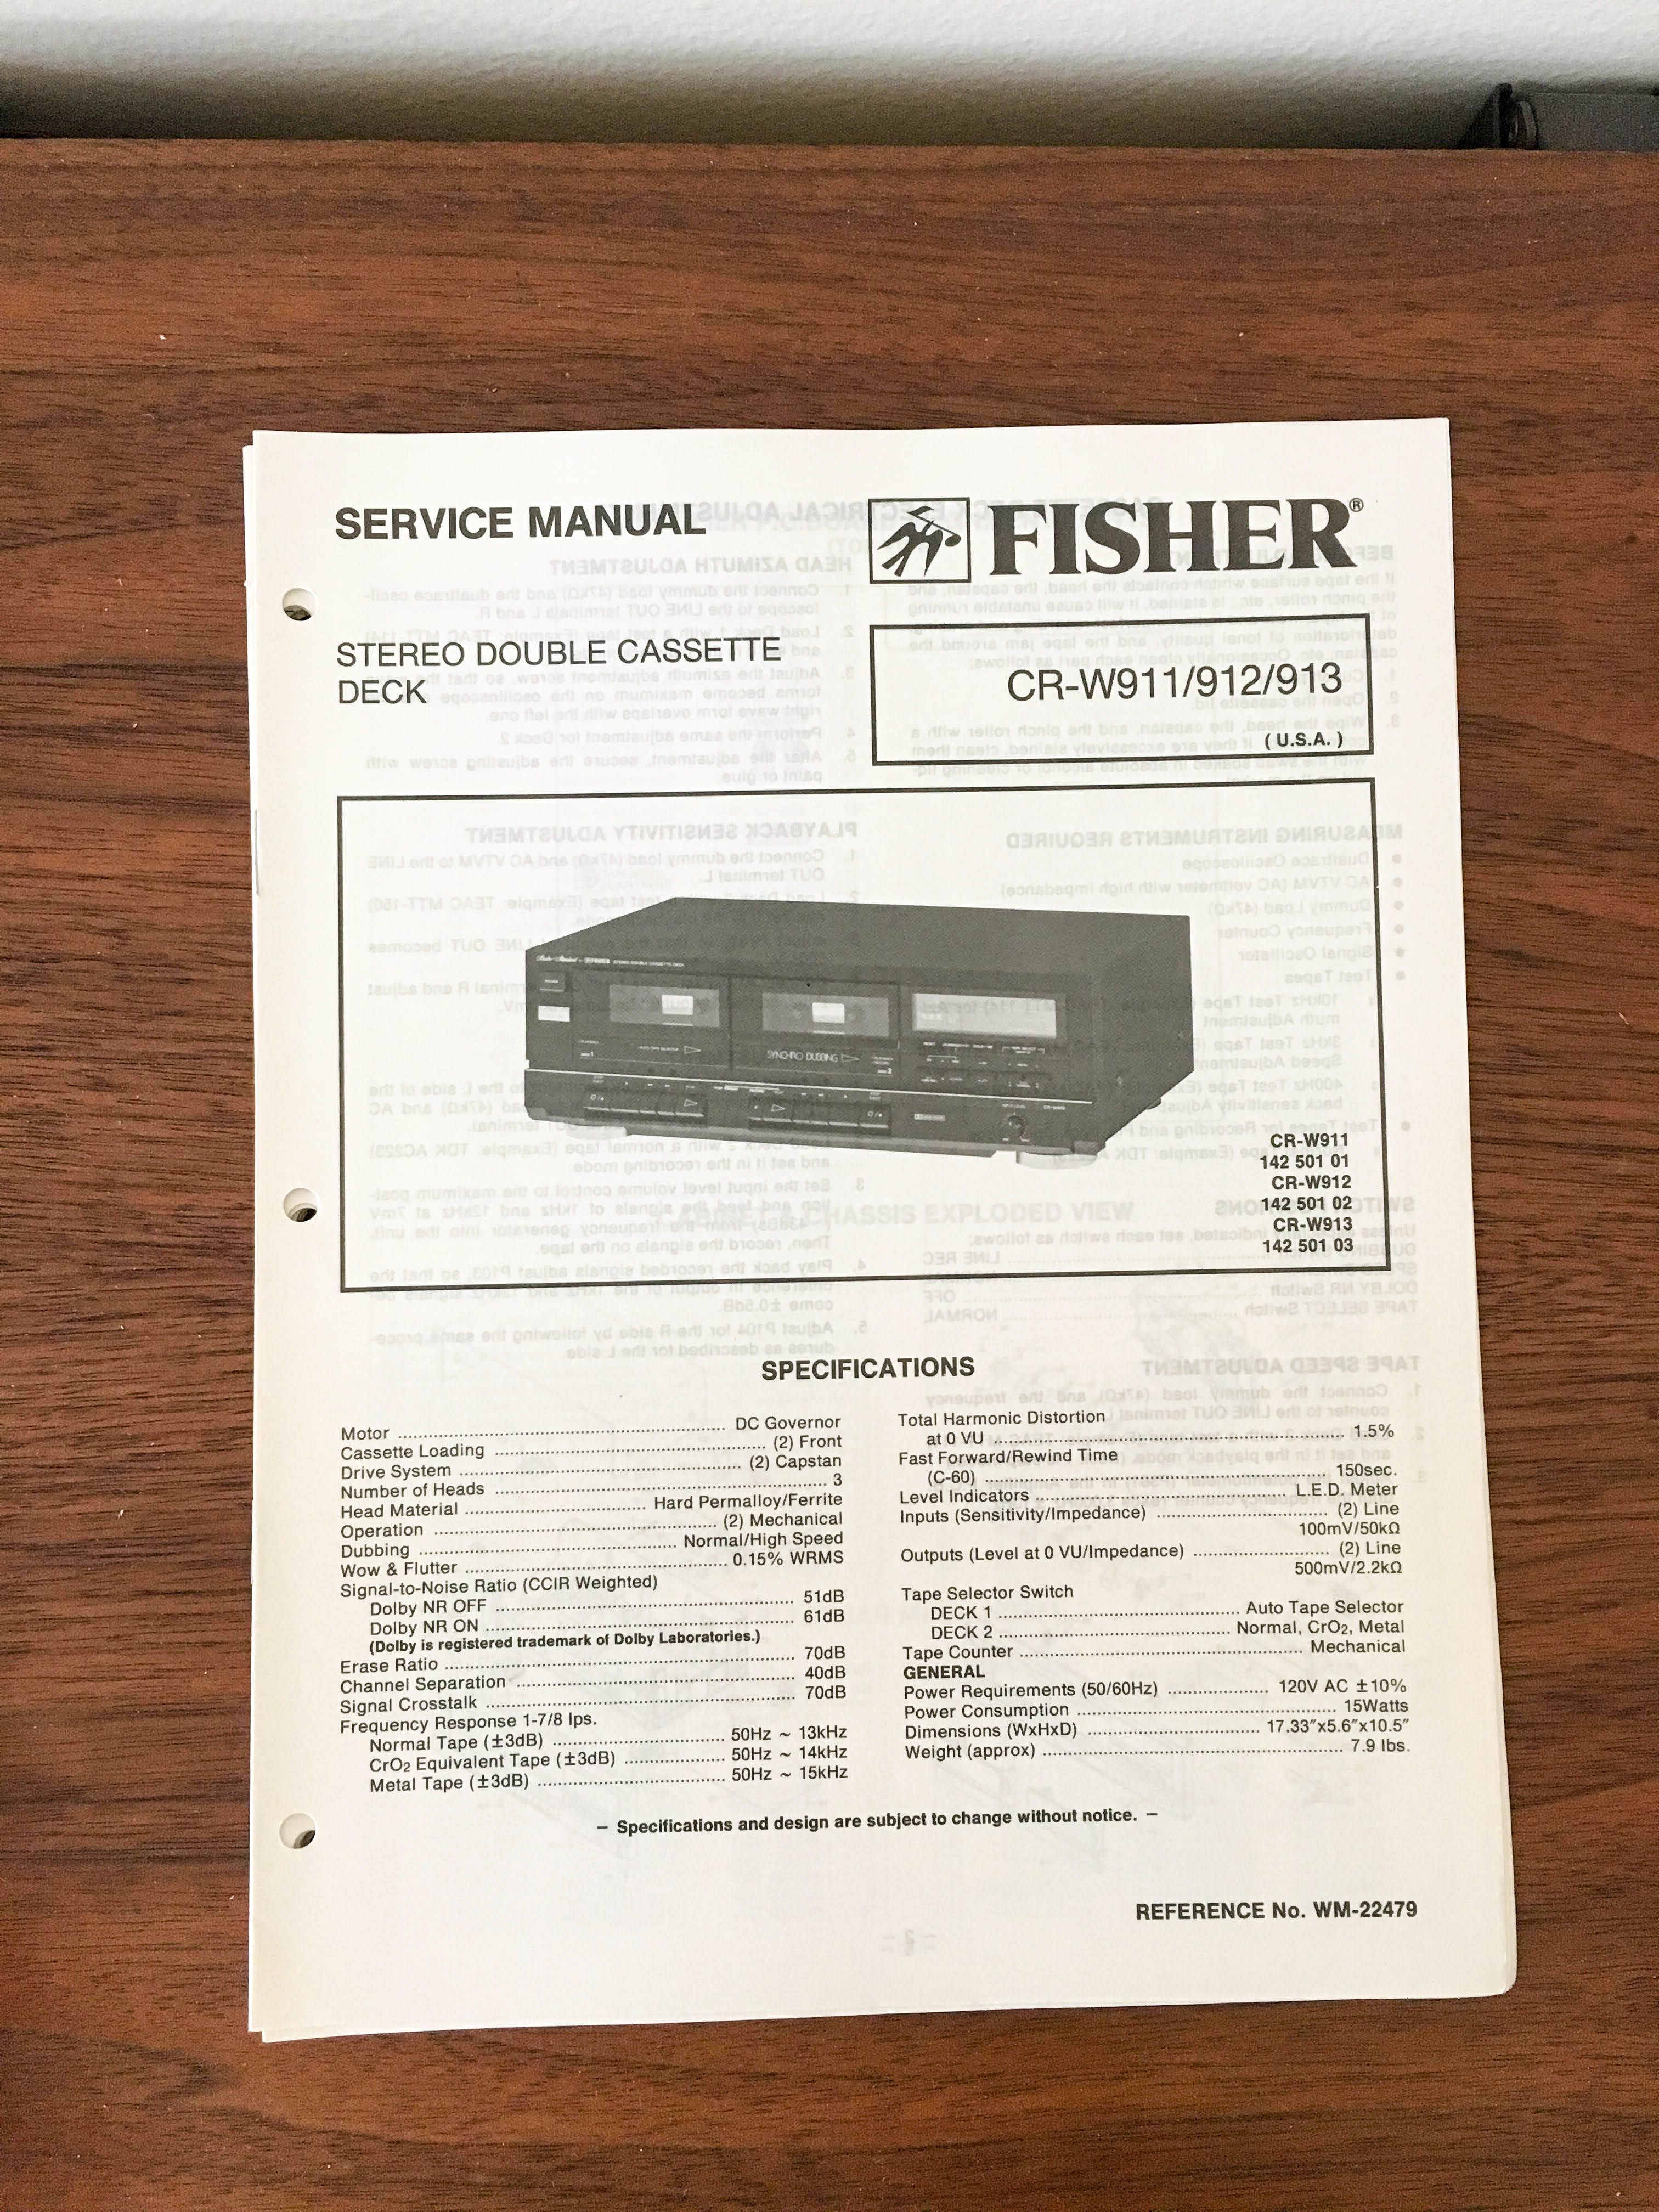 SERVICE MANUAL
FISHER®
STEREO DOUBLE CASSETTE
DECK
CR-W911/912/913
( U.S.A. )
SYNCHRO DUBBING
CR-W911
142 501 01
CR-W912
142 501 02
CR-W913
142 501 03
SPECIFICATIONS
Motor ........ DC Governor
Cassette Loading ........ (2) Front
Drive System ........ (2) Capstan
Number of Heads ........ 3
Head Material ........ Hard Permalloy/Ferrite
Operation ........ (2) Mechanical
Dubbing ........ Normal/High Speed
Wow & Flutter ........ 0.15% WRMS
Signal-to-Noise Ratio (CCIR Weighted)
Dolby NR OFF ........ 51dB
Dolby NR ON ........ 61dB
(Dolby is registered trademark of Dolby Laboratories.)
Erase Ratio ........ 70dB
Channel Separation ........ 40dB
Signal Crosstalk ........ 70dB
Frequency Response 1-7/8 Ips.
Normal Tape (±3dB) ........ 50Hz ~ 13kHz
CrO₂ Equivalent Tape (±3dB) ........ 50Hz ~ 14kHz
Metal Tape (±3dB) ........ 50Hz ~ 15kHz
Total Harmonic Distortion
at 0 VU ........ 1.5%
Fast Forward/Rewind Time
(C-60) ........ 150sec.
Level Indicators ........ L.E.D. Meter
Inputs (Sensitivity/Impedance) ........ (2) Line
100mV/50kΩ
Outputs (Level at 0 VU/Impedance) ........ (2) Line
500mV/2.2kΩ
Tape Selector Switch
DECK 1 ........ Auto Tape Selector
DECK 2 ........ Normal, CrO₂, Metal
Tape Counter ........ Mechanical
GENERAL
Power Requirements (50/60Hz) ........ 120V AC ±10%
Power Consumption ........ 15Watts
Dimensions (WxHxD) ........ 17.33″x5.6″x10.5″
Weight (approx) ........ 7.9 lbs.
– Specifications and design are subject to change without notice. –
REFERENCE No. WM-22479